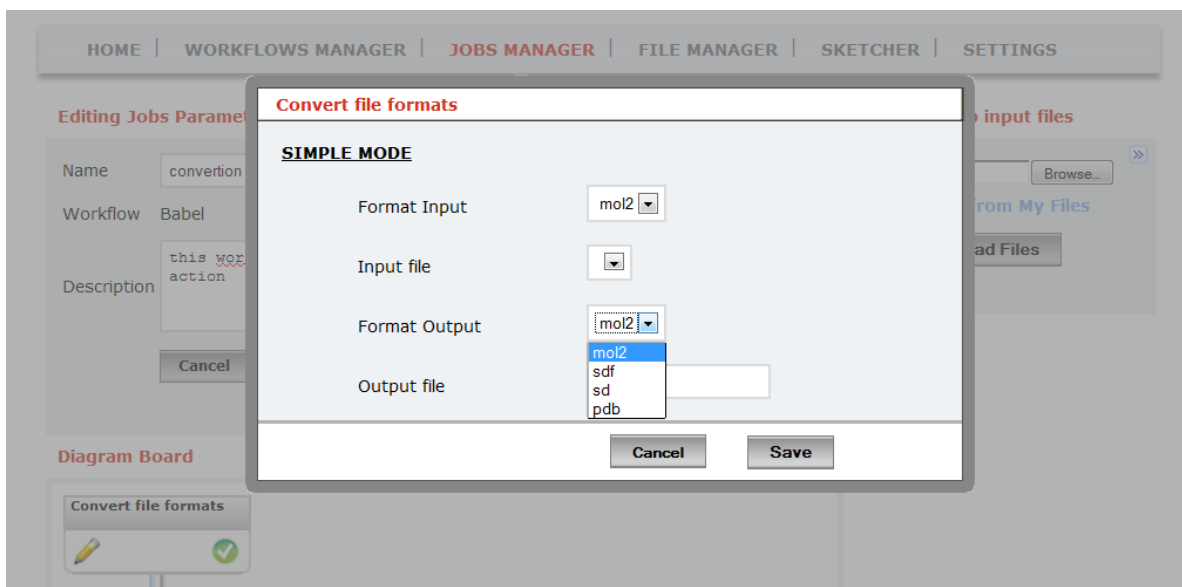 HOME | WORKFLOWS MANAGER | JOBS MANAGER | FILE MANAGER | SKETCHER | SETTINGS
Editing Jobs Paramet
input files
Convert file formats
SIMPLE MODE
Name convertion
Browse...
Format Input mol2
Workflow Babel
from My Files
Input file
ad Files
Description this wor
action
Format Output mol2
mol2
sdf
sd
pdb
Output file
Cancel
Cancel Save
Diagram Board
Convert file formats